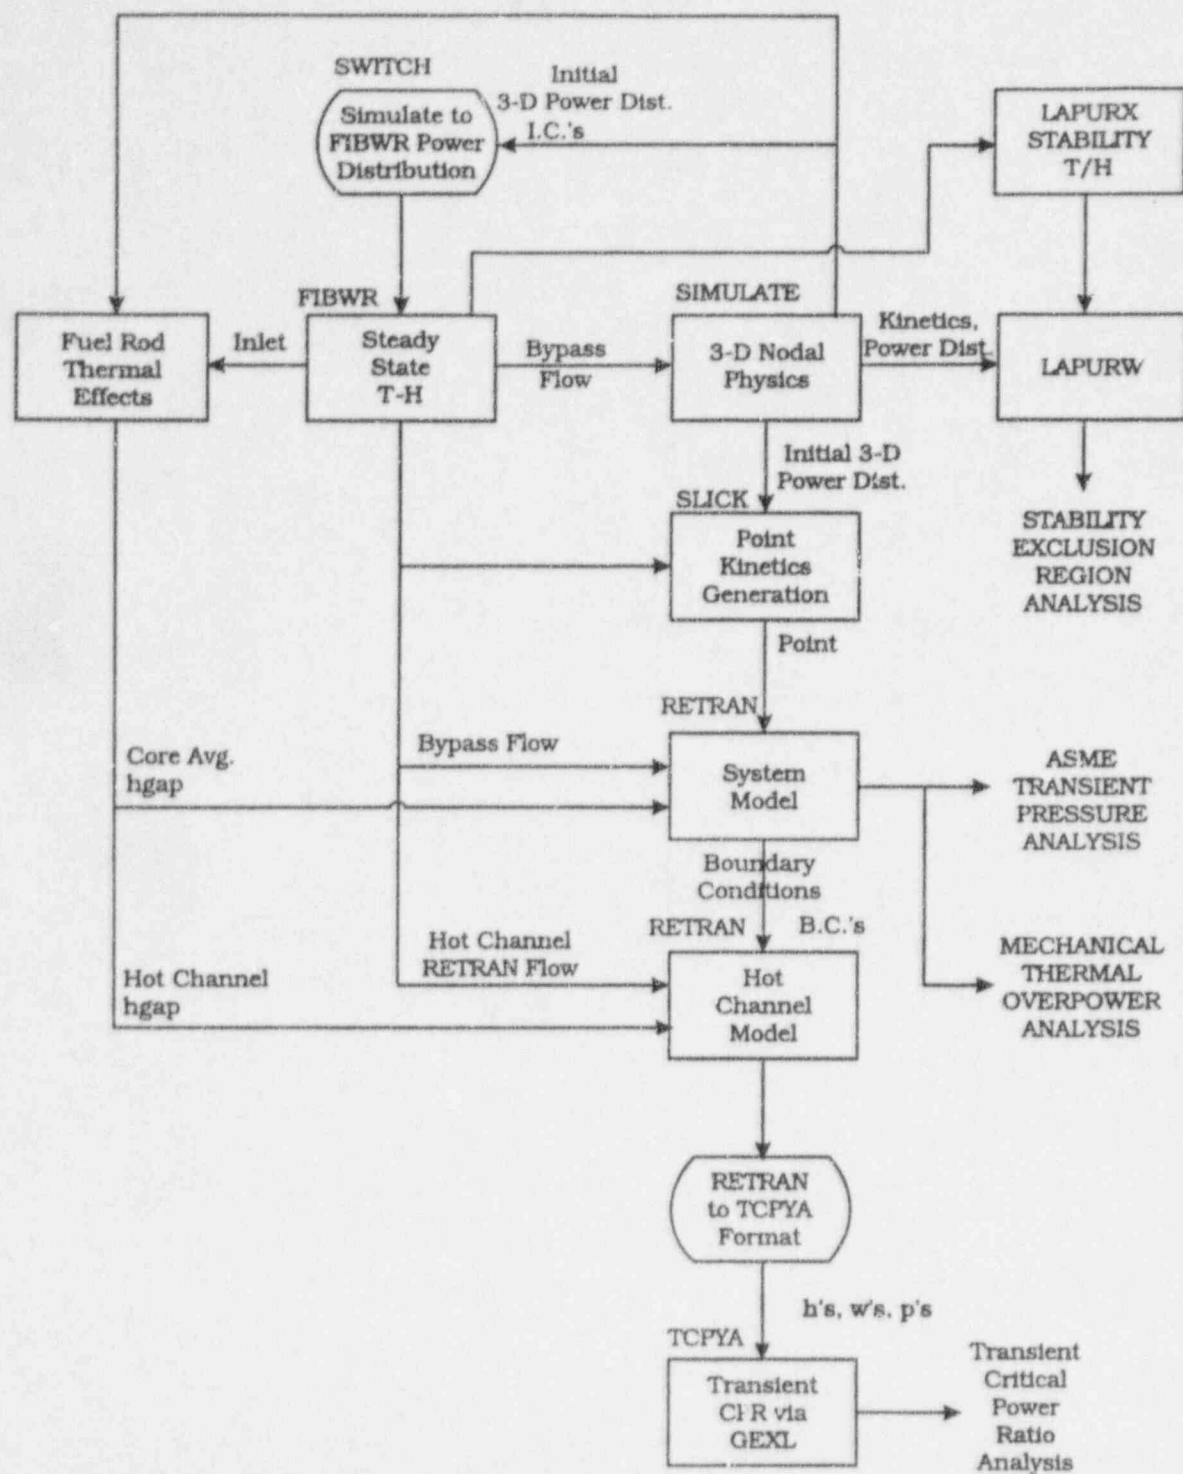 SWITCH
Initial
3-D Power Dist.
I.C.'s
Simulate to
FIBWR Power
Distribution
LAPURX
STABILITY
T/H
FIBWR
SIMULATE
Fuel Rod
Thermal
Effects
Inlet
Steady
State
T-H
Bypass
Flow
3-D Nodal
Physics
Kinetics,
Power Dist.
LAPURW
Initial 3-D
Power Dist.
SLICK
Point
Kinetics
Generation
STABILITY
EXCLUSION
REGION
ANALYSIS
Point
RETRAN
Core Avg.
hgap
Bypass Flow
System
Model
ASME
TRANSIENT
PRESSURE
ANALYSIS
Boundary
Conditions
RETRAN
B.C.'s
Hot Channel
RETRAN Flow
Hot Channel
hgap
Hot
Channel
Model
MECHANICAL
THERMAL
OVERPOWER
ANALYSIS
RETRAN
to TCPYA
Format
h's, w's, p's
TCPYA
Transient
via
GEXL
Transient
Critical
Power
Ratio
Analysis